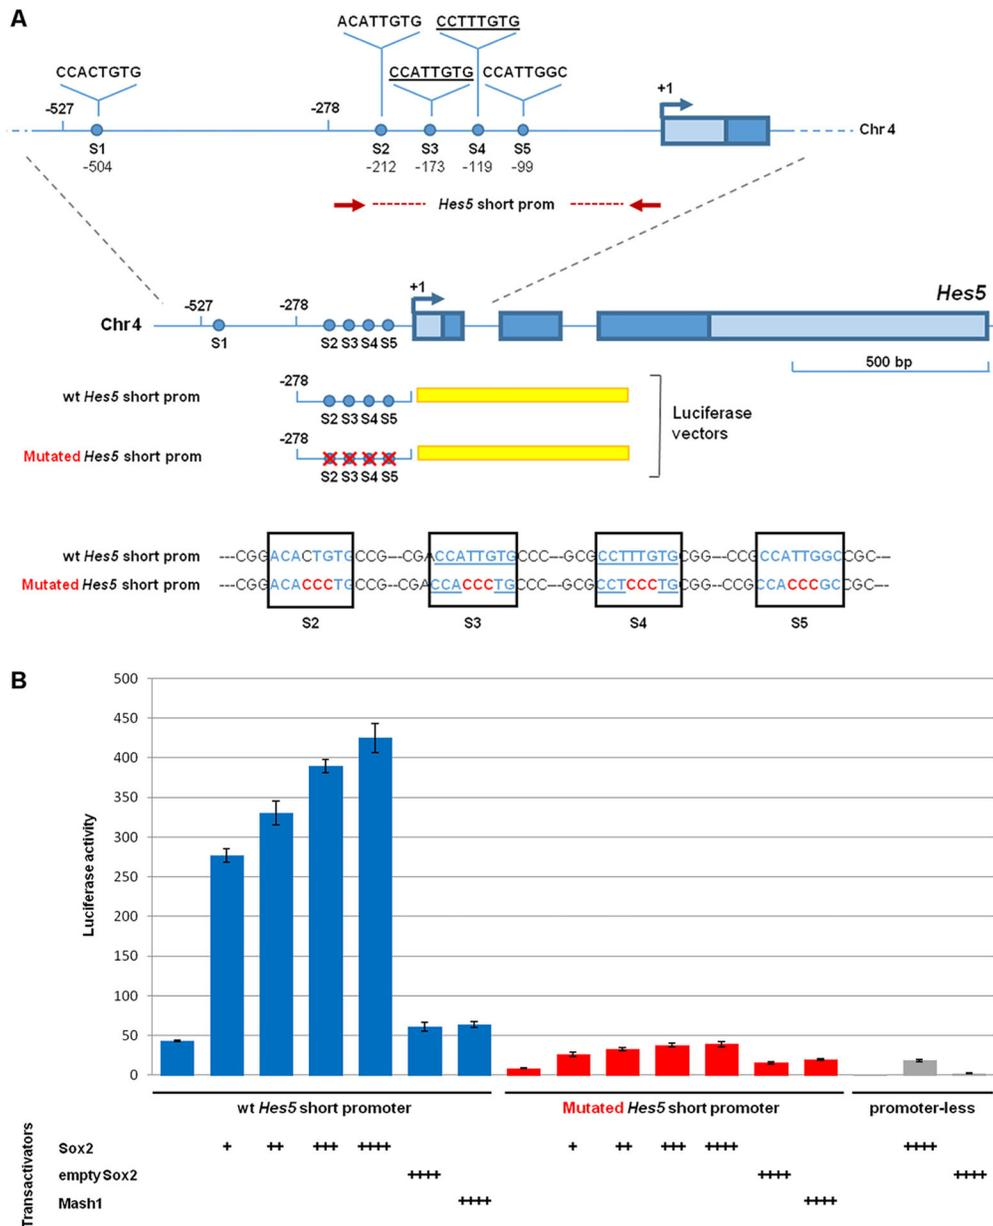 A
ACATTGTG CCTTTGTG
CCACTGTG CCATTGTG CCATTGGC
-527 -278 +1
Chr 4
S1 S2 S3 S4 S5
-504 -212 -173 -119 -99
Hes5 short prom
Hes5
-527 -278 +1
Chr4
S1 S2 S3 S4 S5
500 bp
-278
wt Hes5 short prom
S2 S3 S4 S5
Luciferase
vectors
-278
Mutated Hes5 short prom
S2 S3 S4 S5
wt Hes5 short prom ---CGGACACTGTGCCG---CGACCATTGTGCCC---GCGCCTTTGTGCGG---CCGCCATTGGCCGC---
Mutated Hes5 short prom ---CGGACACCCTGCCG---CGACCACCCTGCCC---GCGCCTCCCTGCGG---CCGCCACCCGCCGC---
S2 S3 S4 S5
B
Luciferase activity
500
450
400
350
300
250
200
150
100
50
0
wt Hes5 short promoter Mutated Hes5 short promoter promoter-less
Transactivators
Sox2 + ++ +++ ++++ + ++ +++ ++++ ++++
emptySox2 ++++ ++++ ++++
Mash1 ++++ ++++